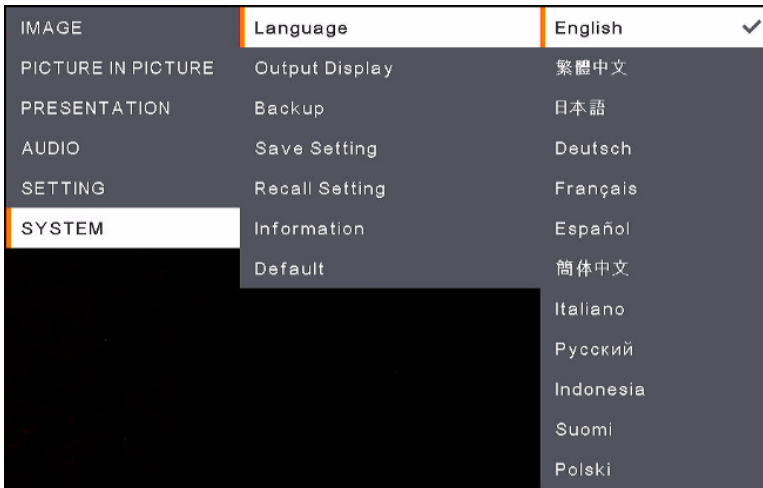 IMAGE
PICTURE IN PICTURE
PRESENTATION
AUDIO
SETTING
SYSTEM
Language
Output Display
Backup
Save Setting
Recall Setting
Information
Default
English
繁體中文
日本語
Deutsch
Français
Español
简体中文
Italiano
Русский
Indonesia
Suomi
Polski